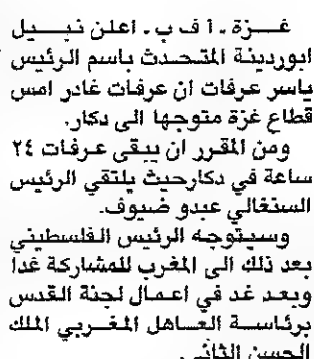 غــزة ـ أ ف ب ـ اعلن نبــيــل
ابوردينة المتحدث باسم الرئيس
ياسر عرفات ان عرفات غادر امس
قطاع غزة متوجها الى دكار.
ومن المقرر ان يبقى عرفات ٢٤
ساعة في دكارحيث يلتقي الرئيس
السنغالي عبدو ضيوف.
وسيتوجه الرئيس الفلسطيني
بعد ذلك الى المغرب للمشاركة غدا
وبعد غد في اعمال لجنة القدس
برئاسة العاهل المغربي الملك
الحسن الثاني.